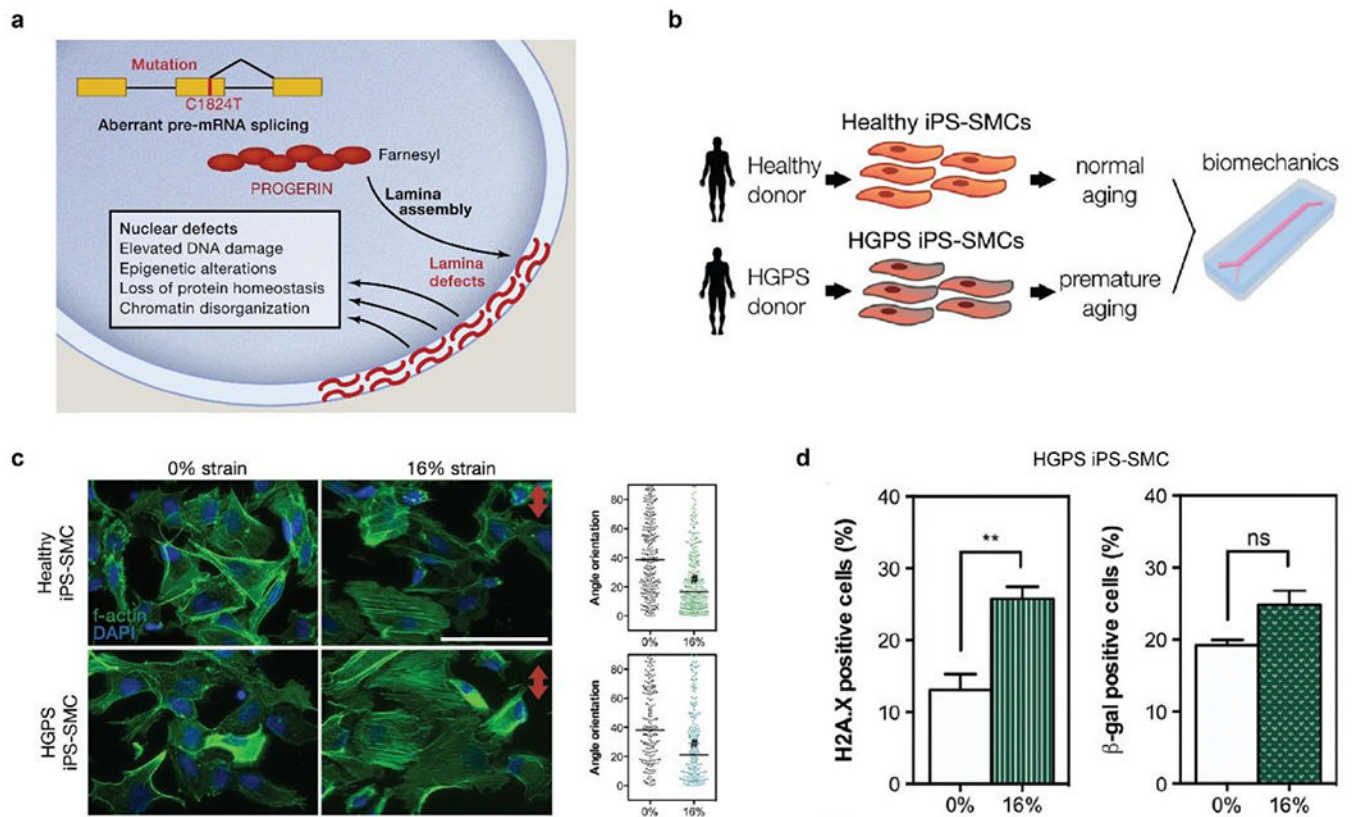 a
Mutation
C1824T
Aberrant pre-mRNA splicing
Farnesyl
PROGERIN
Lamina
assembly
Nuclear defects
Elevated DNA damage
Epigenetic alterations
Loss of protein homeostasis
Chromatin disorganization
Lamina
defects
b
Healthy iPS-SMCs
Healthy
donor
normal
aging
biomechanics
HGPS iPS-SMCs
HGPS
donor
premature
aging
c
0% strain
16% strain
Healthy
iPS-SMC
f-actin
DAPI
HGPS
iPS-SMC
Angle orientation
80
60
40
20
0
#
0%
16%
Angle orientation
80
60
40
20
0
#
0%
16%
d
HGPS iPS-SMC
H2A.X positive cells (%)
40
30
20
10
0
**
0%
16%
β-gal positive cells (%)
40
30
20
10
0
ns
0%
16%